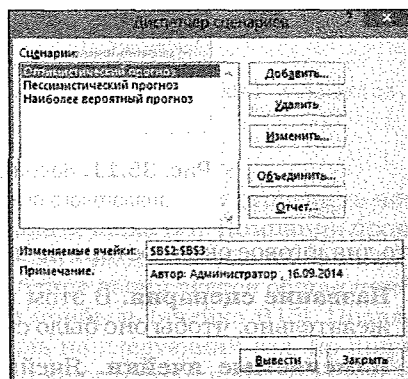 Диспетчер сценариев
? ×
Сценарии:
Оптимистический прогноз
Пессимистический прогноз
Наиболее вероятный прогноз
Добавить...
Удалить
Изменить...
Объединить...
Отчет...
Изменяемые ячейки: $B$2:$B$3
Примечание: Автор: Администратор , 16.09.2014
Вывести Закрыть